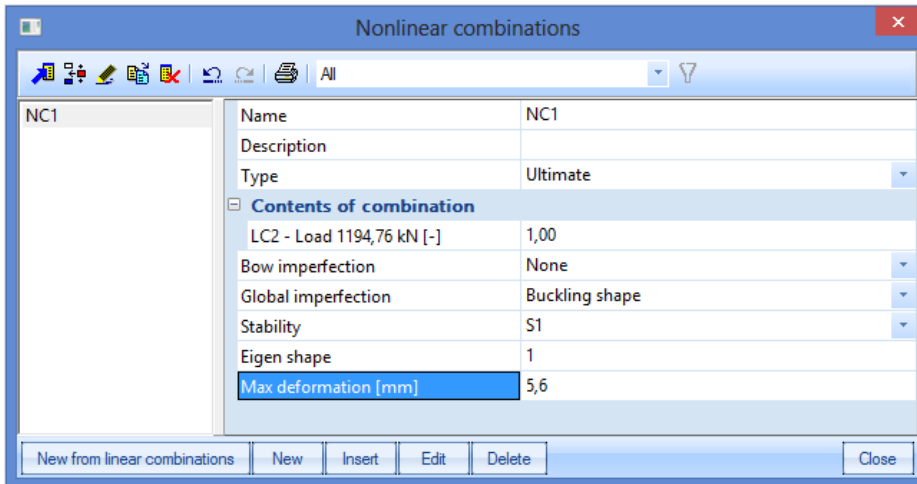 Nonlinear combinations
All
NC1
Name NC1
Description
Type Ultimate
Contents of combination
LC2 - Load 1194,76 kN [-] 1,00
Bow imperfection None
Global imperfection Buckling shape
Stability S1
Eigen shape 1
Max deformation [mm] 5,6
New from linear combinations New Insert Edit Delete Close